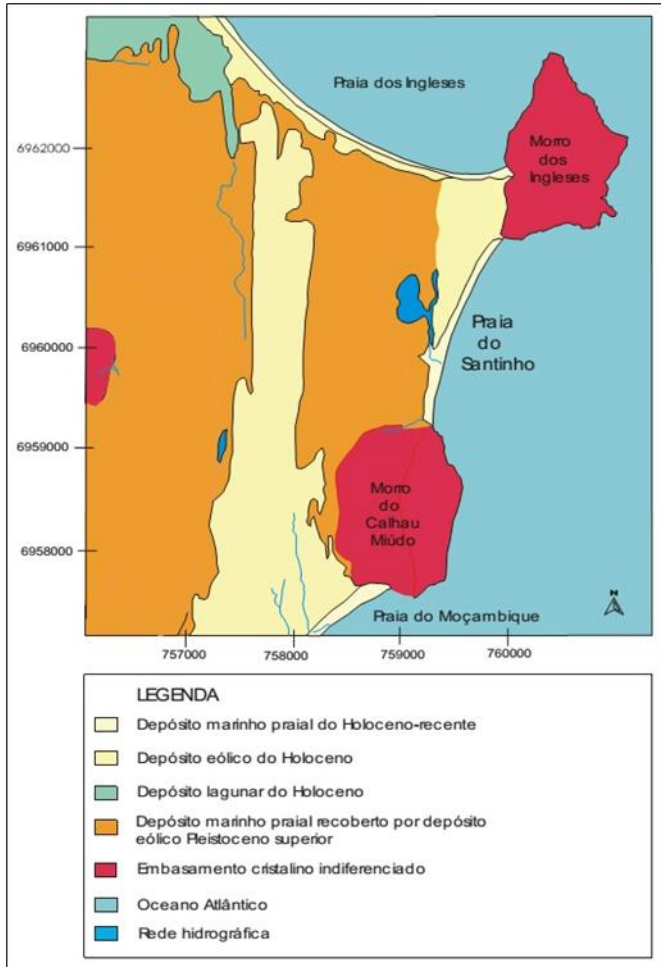 Praia dos Ingleses
Morro
dos
Ingleses
6962000
6961000
Praia
do
Santinho
6960000
6959000
Morro
do
Calhau
Miúdo
6958000
N
Praia do Moçambique
757000
758000
759000
760000
LEGENDA
Depósito marinho praial do Holoceno-recente
Depósito eólico do Holoceno
Depósito lagunar do Holoceno
Depósito marinho praial recoberto por depósito
eólico Pleistoceno superior
Embasamento cristalino indiferenciado
Oceano Atlântico
Rede hidrográfica